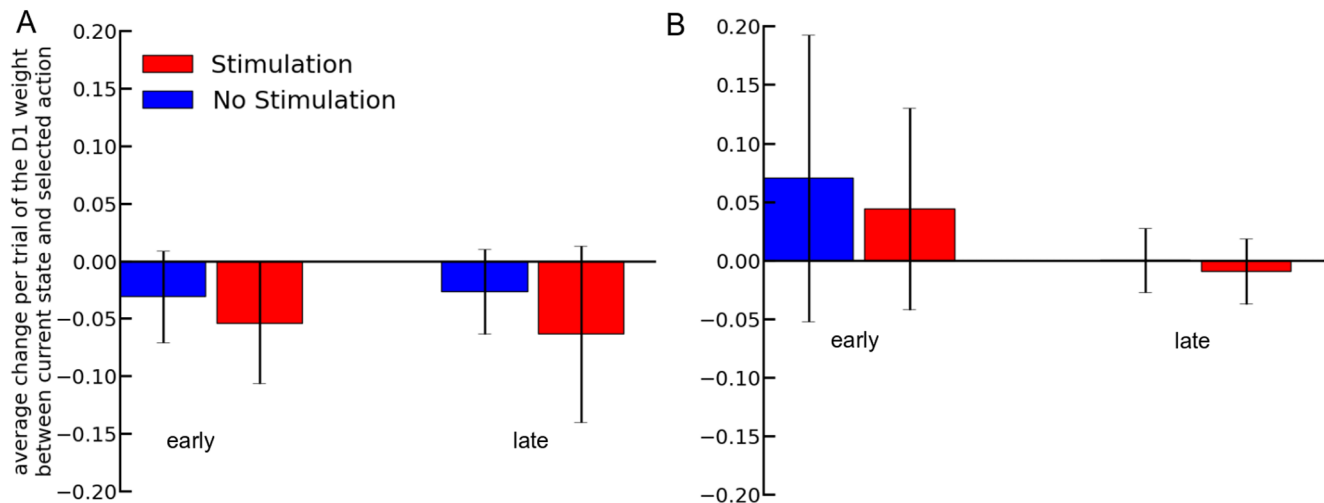 A
average change per trial of the D1 weight
between current state and selected action
0.20
0.15
0.10
0.05
0.00
−0.05
−0.10
−0.15
−0.20
Stimulation
No Stimulation
early
late
B
0.20
0.15
0.10
0.05
0.00
−0.05
−0.10
−0.15
−0.20
early
late